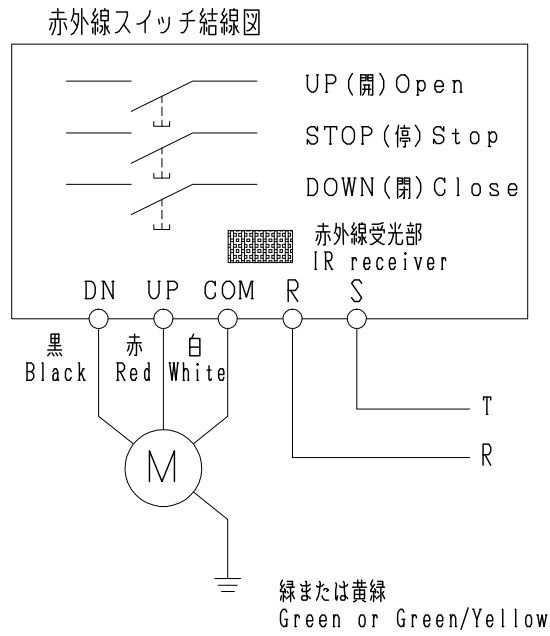 赤外線スイッチ結線図
UP(開)Open
STOP(停)Stop
DOWN(閉)Close
赤外線受光部
IR receiver
DN UP COM R S
黒 赤 白
Black Red White
T
R
M
緑または黄緑
Green or Green/Yellow